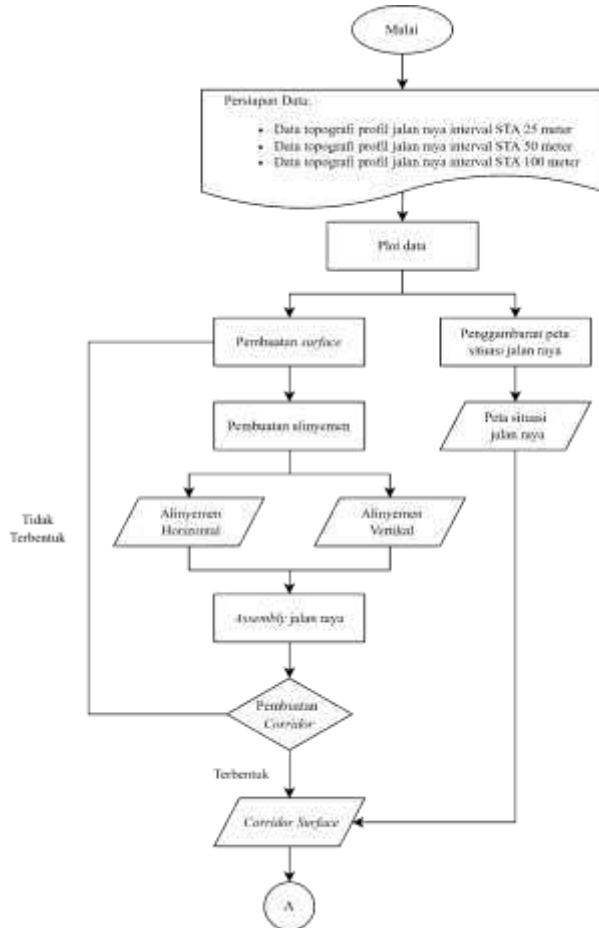 Mulai
Persiapan Data:
• Data topografi profil jalan raya interval STA 25 meter
• Data topografi profil jalan raya interval STA 50 meter
• Data topografi profil jalan raya interval STA 100 meter
Plot data
Pembuatan surface
Penggambaran peta
situasi jalan raya
Pembuatan alinyemen
Peta situasi
jalan raya
Alinyemen
Horizontal
Alinyemen
Vertikal
Tidak
Terbentuk
Assembly jalan raya
Pembuatan
Corridor
Terbentuk
Corridor Surface
A